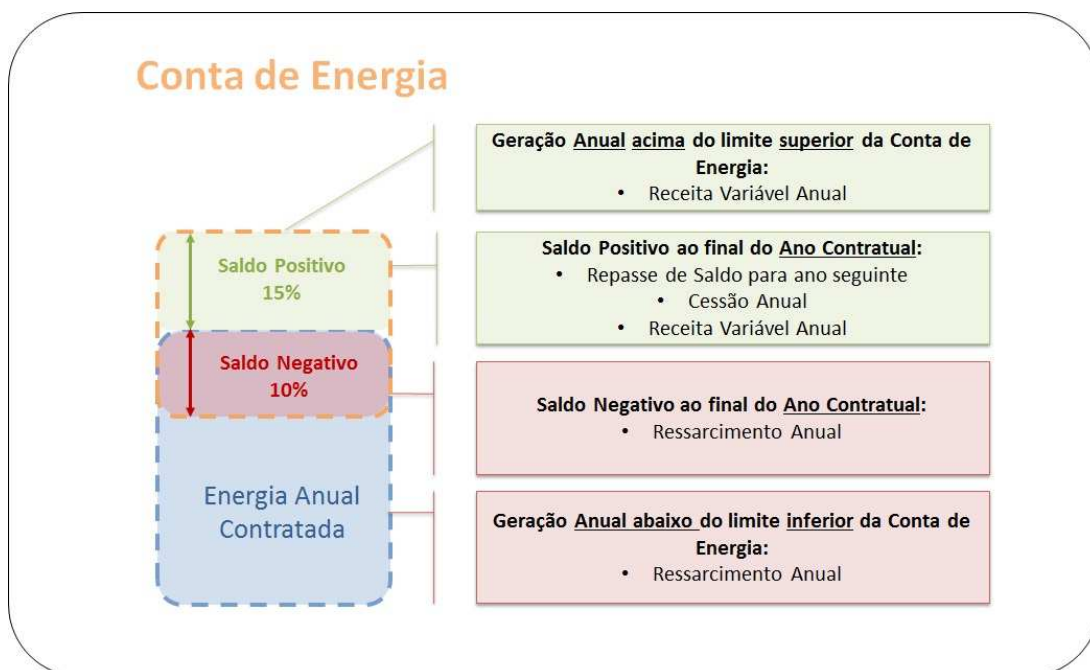 Conta de Energia
Geração Anual acima do limite superior da Conta de
Energia:
• Receita Variável Anual
Saldo Positivo
15%
Saldo Positivo ao final do Ano Contratual:
• Repasse de Saldo para ano seguinte
• Cessão Anual
• Receita Variável Anual
Saldo Negativo
10%
Saldo Negativo ao final do Ano Contratual:
• Ressarcimento Anual
Energia Anual
Contratada
Geração Anual abaixo do limite inferior da Conta de
Energia:
• Ressarcimento Anual